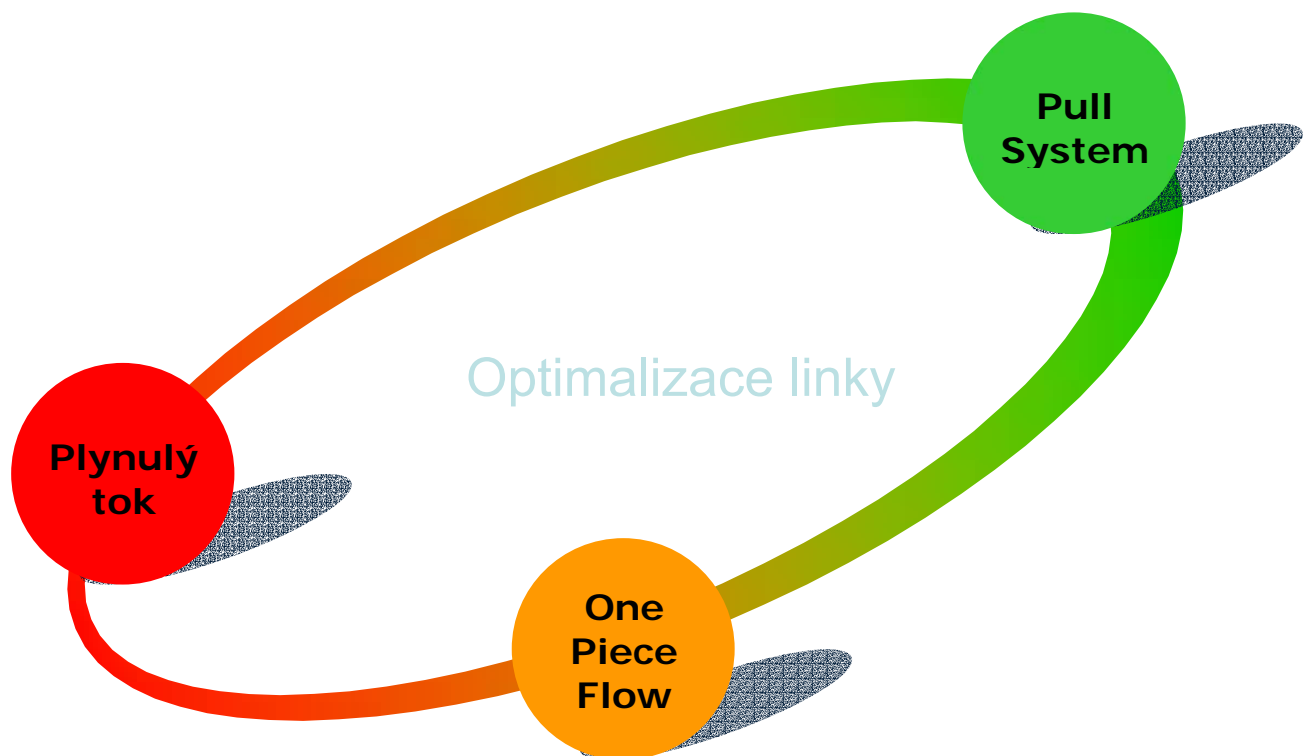 Pull
System
Optimalizace linky
Plynulý
tok
One
Piece
Flow